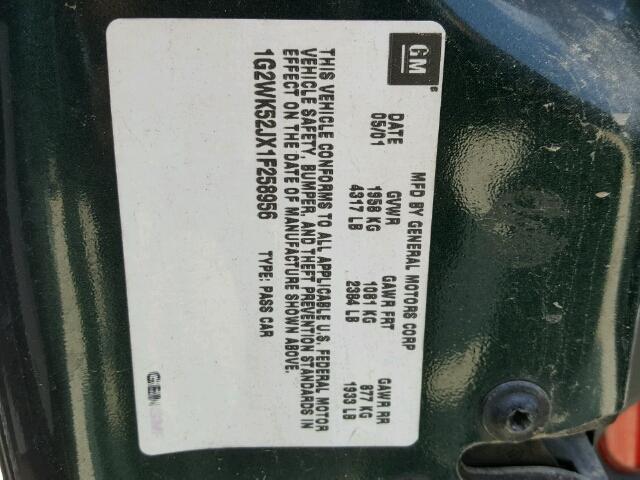 GM
MFD BY GENERAL MOTORS CORP
DATE GVWR GAWR FRT GAWR RR
05/01 1958 KG 1081 KG 877 KG
4317 LB 2384 LB 1933 LB
THIS VEHICLE CONFORMS TO ALL APPLICABLE U.S. FEDERAL MOTOR
VEHICLE SAFETY, BUMPER, AND THEFT PREVENTION STANDARDS IN
EFFECT ON THE DATE OF MANUFACTURE SHOWN ABOVE.
1G2WK52JX1F258956 TYPE: PASS CAR